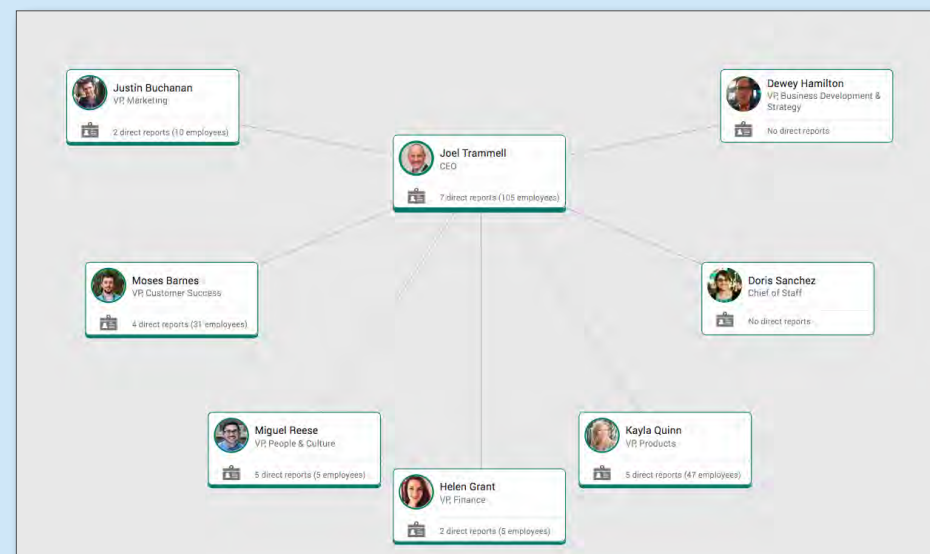 Justin Buchanan
VP, Marketing
2 direct reports (10 employees)
Dewey Hamilton
VP, Business Development &
Strategy
No direct reports
Joel Trammell
CEO
7 direct reports (105 employees)
Moses Barnes
VP, Customer Success
4 direct reports (31 employees)
Doris Sanchez
Chief of Staff
No direct reports
Miguel Reese
VP, People & Culture
5 direct reports (5 employees)
Kayla Quinn
VP, Products
5 direct reports (47 employees)
Helen Grant
VP, Finance
2 direct reports (5 employees)